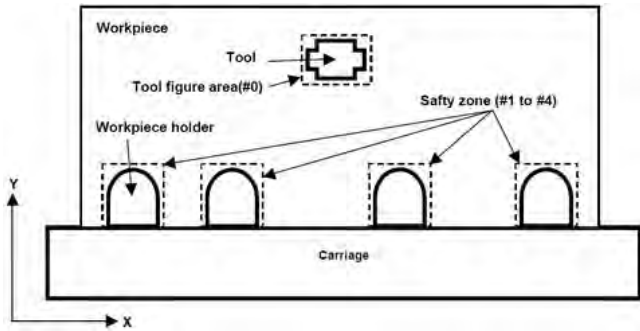 Workpiece
Tool
Tool figure area(#0)
Safty zone (#1 to #4)
Workpiece holder
Y
Carriage
X